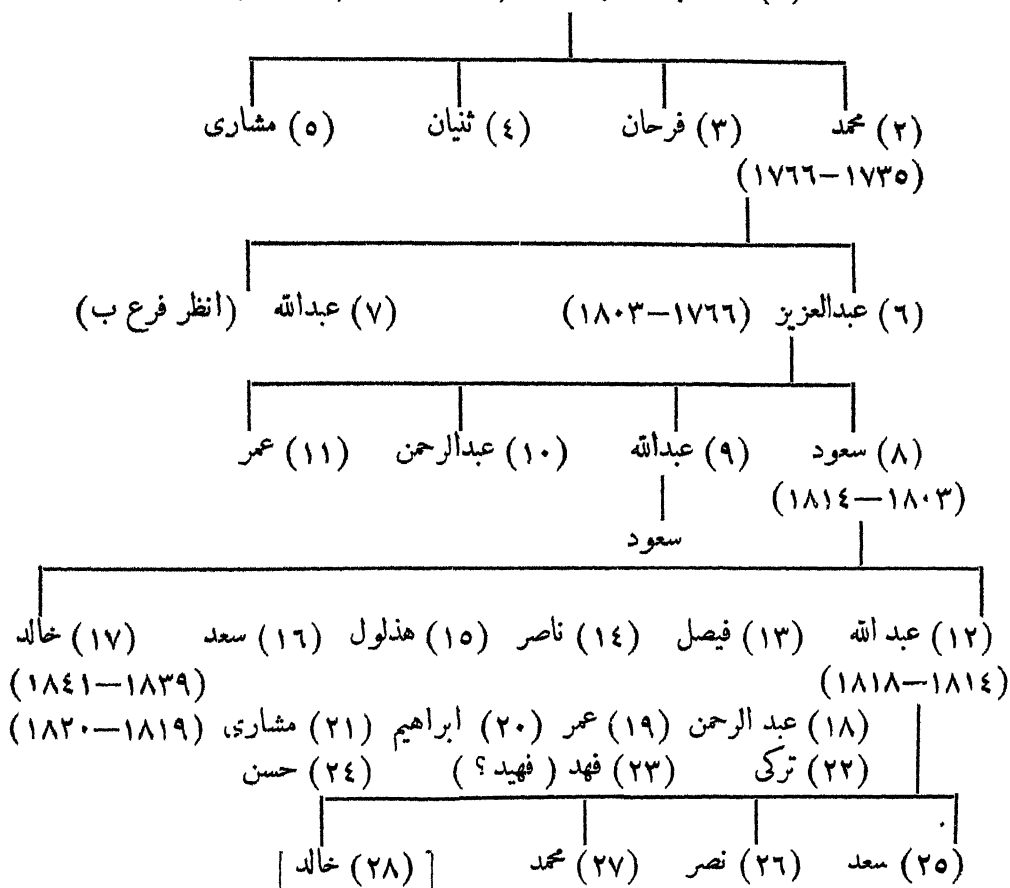 (٢) محمد (٣) فرحان (٤) ثنيان (٥) مشارى
(١٧٣٥—١٧٦٦)
(٦) عبدالعزيز (١٧٦٦—١٨٠٣) (٧) عبدالله (انظر فرع ب)
(٨) سعود (٩) عبدالله (١٠) عبدالرحمن (١١) عمر
(١٨٠٣—١٨١٤)
سعود
(١٢) عبد الله (١٣) فيصل (١٤) ناصر (١٥) هذلول (١٦) سعد (١٧) خالد
(١٨١٤—١٨١٨) (١٨٣٩—١٨٤١)
(١٨) عبد الرحمن (١٩) عمر (٢٠) ابراهيم (٢١) مشارى (١٨١٩—١٨٢٠)
(٢٢) تركى (٢٣) فهد (فهيد ؟) (٢٤) حسن
(٢٥) سعد (٢٦) نصر (٢٧) محمد [(٢٨) خالد]